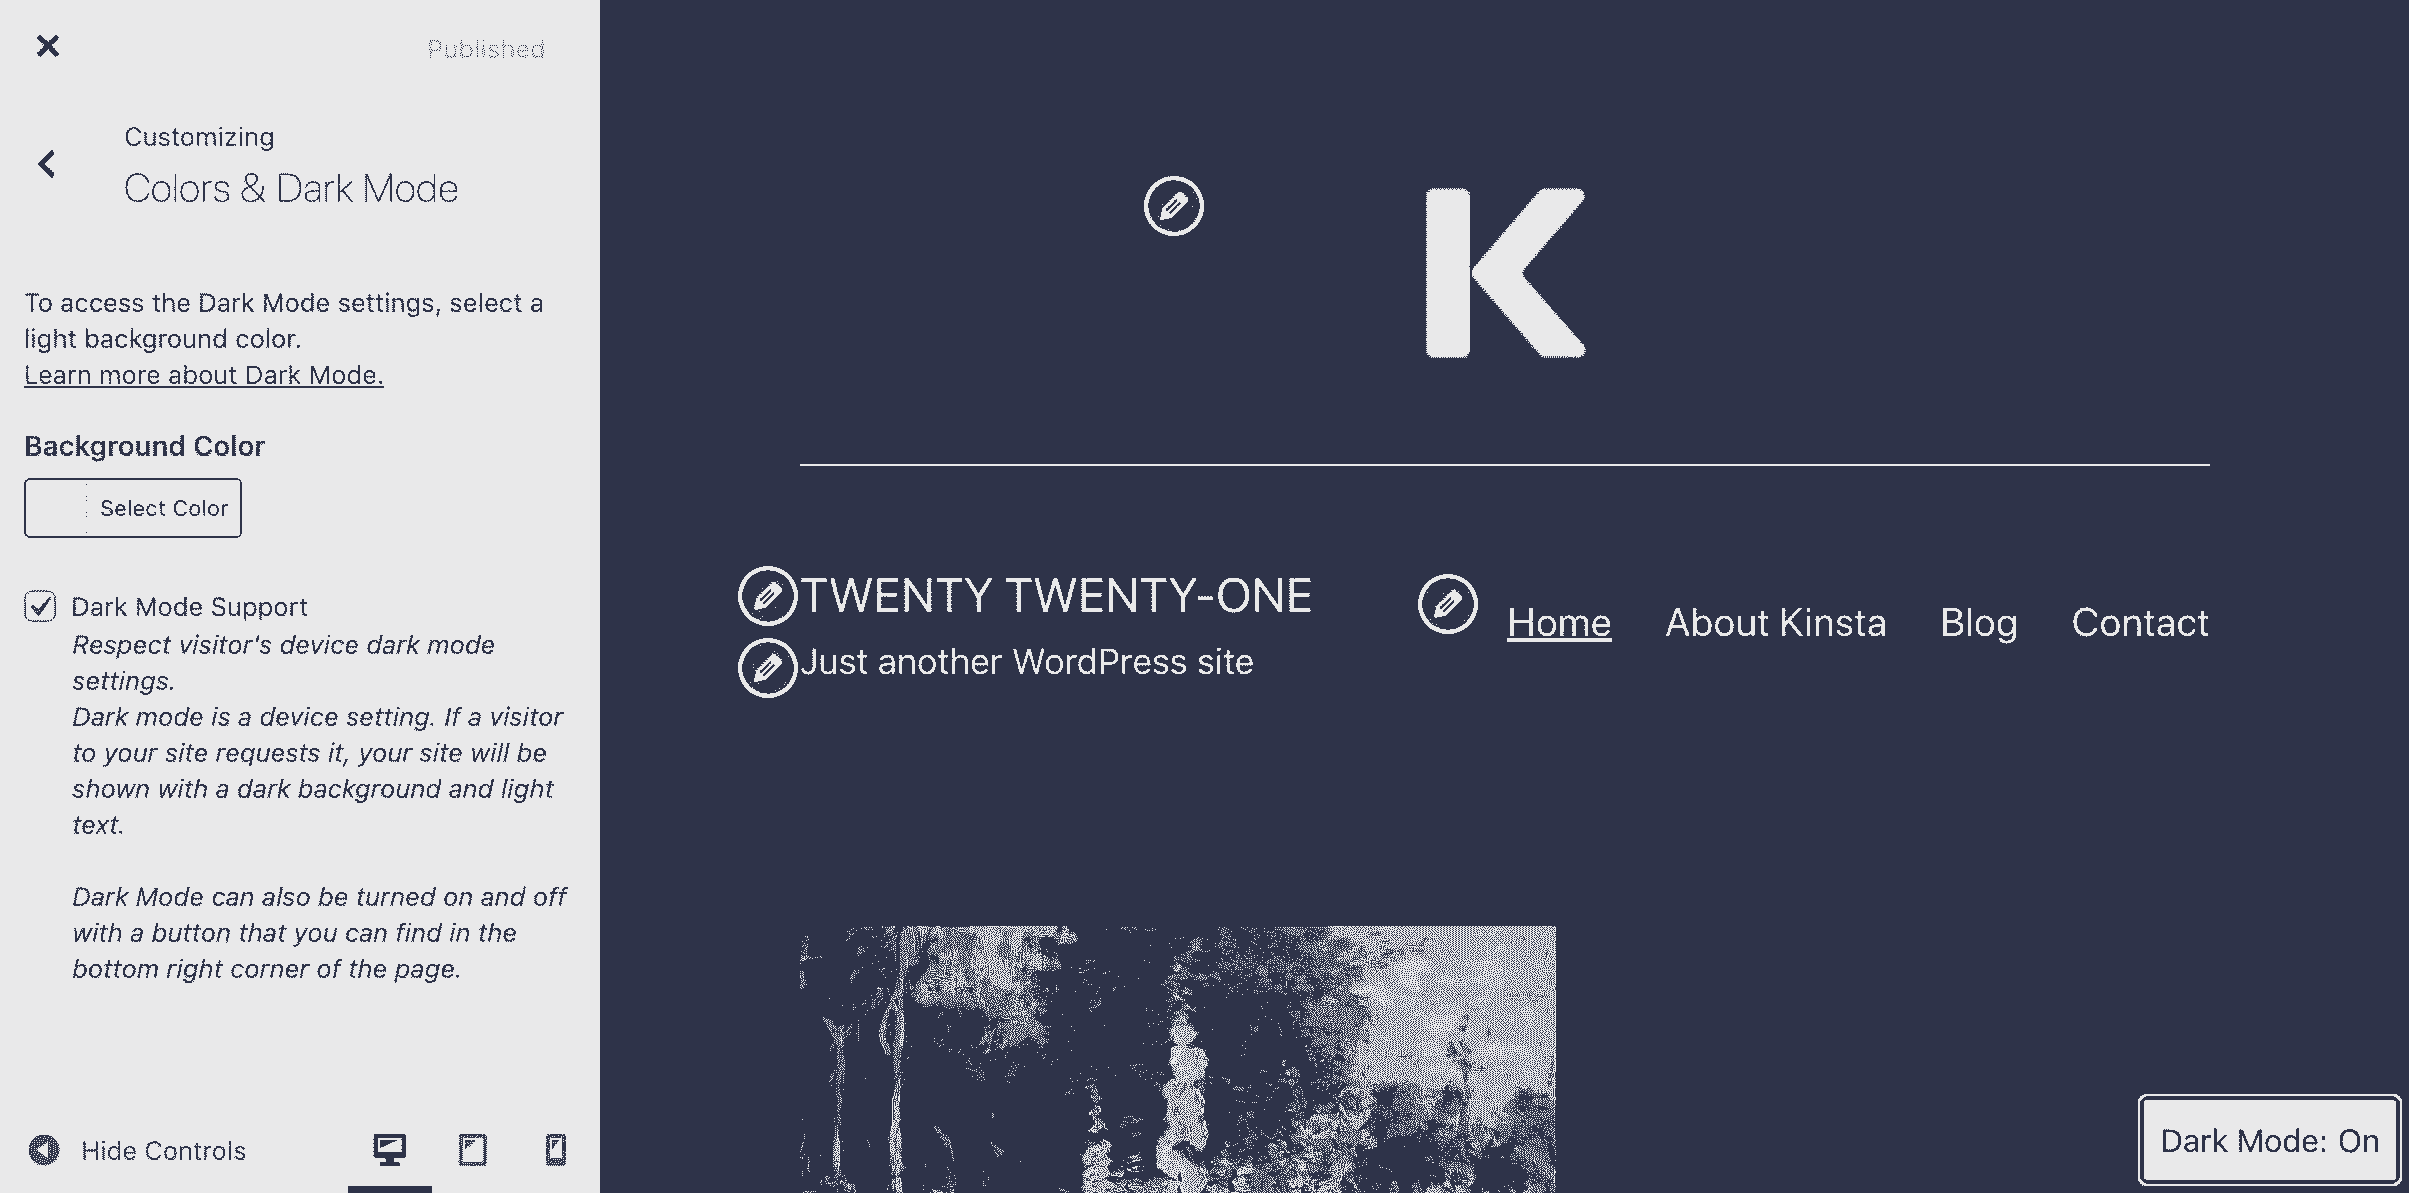 Published
Customizing
Colors & Dark Mode
To access the Dark Mode settings, select a
light background color.
Learn more about Dark Mode.
Background Color
Select Color
Dark Mode Support
Respect visitor's device dark mode
settings.
Dark mode is a device setting. If a visitor
to your site requests it, your site will be
shown with a dark background and light
text.
Dark Mode can also be turned on and off
with a button that you can find in the
bottom right corner of the page.
Hide Controls
K
TWENTY TWENTY-ONE
Just another WordPress site
Home About Kinsta Blog Contact
Dark Mode: On